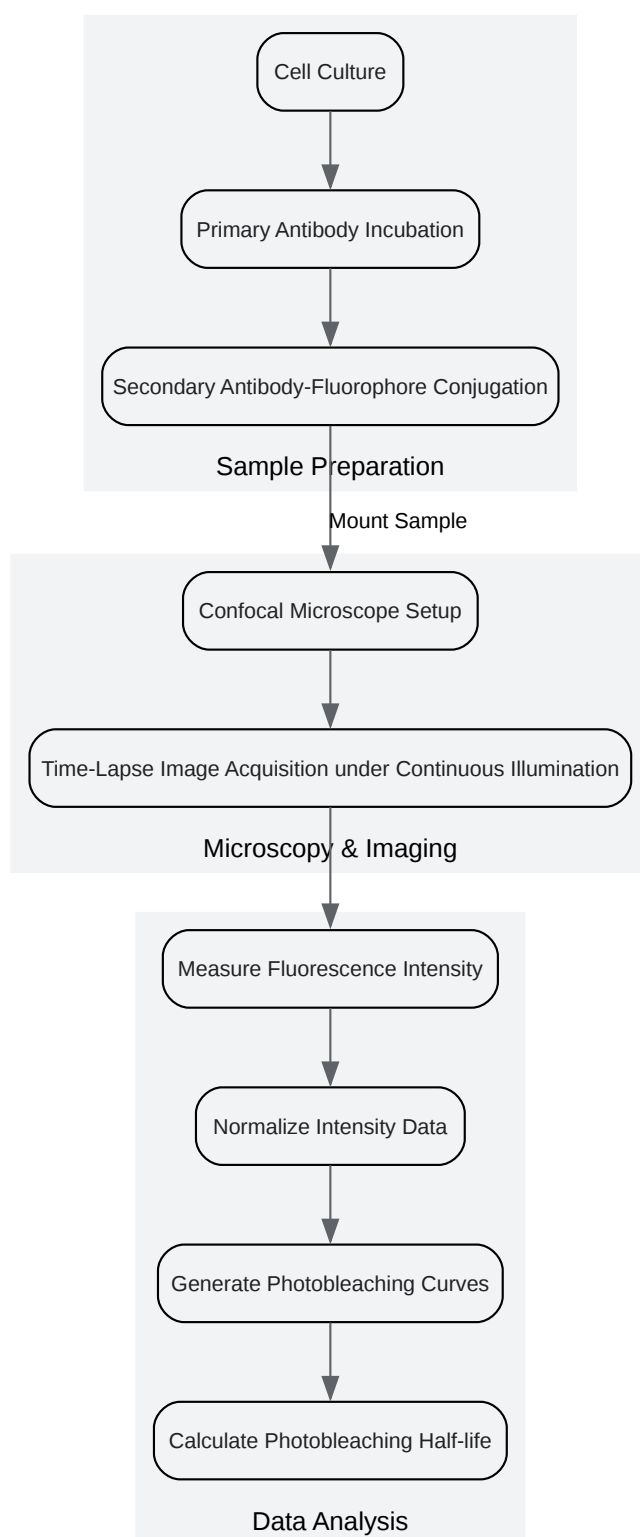 Cell Culture
Primary Antibody Incubation
Secondary Antibody-Fluorophore Conjugation
Sample Preparation
Mount Sample
Confocal Microscope Setup
Time-Lapse Image Acquisition under Continuous Illumination
Microscopy & Imaging
Measure Fluorescence Intensity
Normalize Intensity Data
Generate Photobleaching Curves
Calculate Photobleaching Half-life
Data Analysis